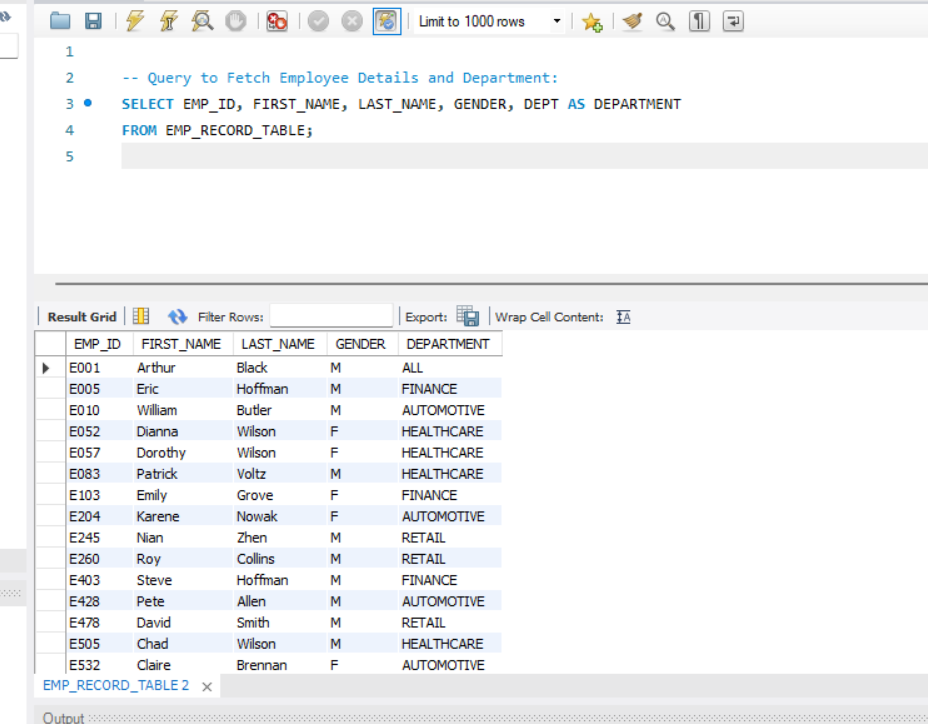 Limit to 1000 rows
1
2 -- Query to Fetch Employee Details and Department:
3 SELECT EMP_ID, FIRST_NAME, LAST_NAME, GENDER, DEPT AS DEPARTMENT
4 FROM EMP_RECORD_TABLE;
5
Result Grid Filter Rows: Export: Wrap Cell Content:
EMP_ID FIRST_NAME LAST_NAME GENDER DEPARTMENT
E001 Arthur Black M ALL
E005 Eric Hoffman M FINANCE
E010 William Butler M AUTOMOTIVE
E052 Dianna Wilson F HEALTHCARE
E057 Dorothy Wilson F HEALTHCARE
E083 Patrick Voltz M HEALTHCARE
E103 Emily Grove F FINANCE
E204 Karene Nowak F AUTOMOTIVE
E245 Nian Zhen M RETAIL
E260 Roy Collins M RETAIL
E403 Steve Hoffman M FINANCE
E428 Pete Allen M AUTOMOTIVE
E478 David Smith M RETAIL
E505 Chad Wilson M HEALTHCARE
E532 Claire Brennan F AUTOMOTIVE
EMP_RECORD_TABLE 2
Output